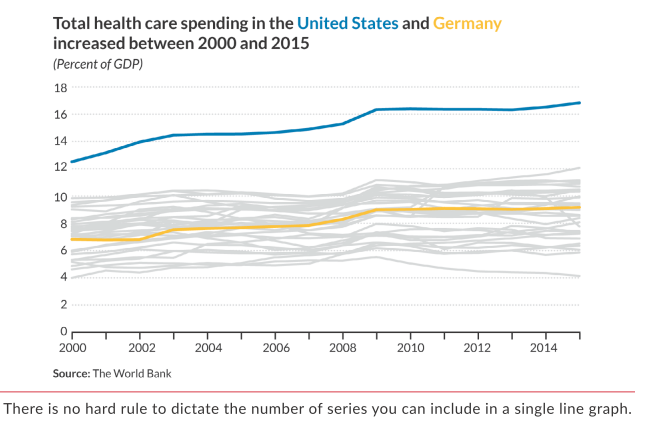 Total health care spending in the United States and Germany
increased between 2000 and 2015
(Percent of GDP)
18
16
14
12
10
8
6
4
2
0
2000 2002 2004 2006 2008 2010 2012 2014
Source: The World Bank
There is no hard rule to dictate the number of series you can include in a single line graph.